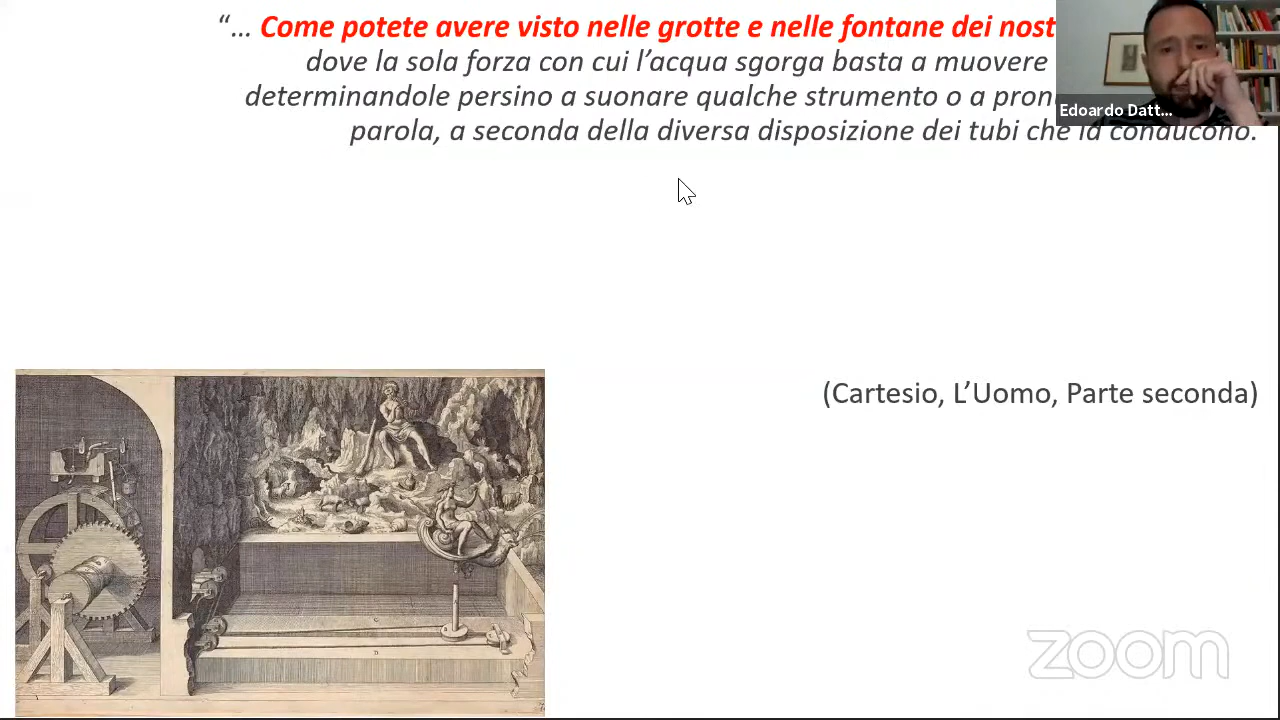 “... Come potete avere visto nelle grotte e nelle fontane dei nost
dove la sola forza con cui l’acqua sgorga basta a muovere
determinandole persino a suonare qualche strumento o a pron
parola, a seconda della diversa disposizione dei tubi che la conducono.
Edoardo Datt...
(Cartesio, L’Uomo, Parte seconda)
zoom